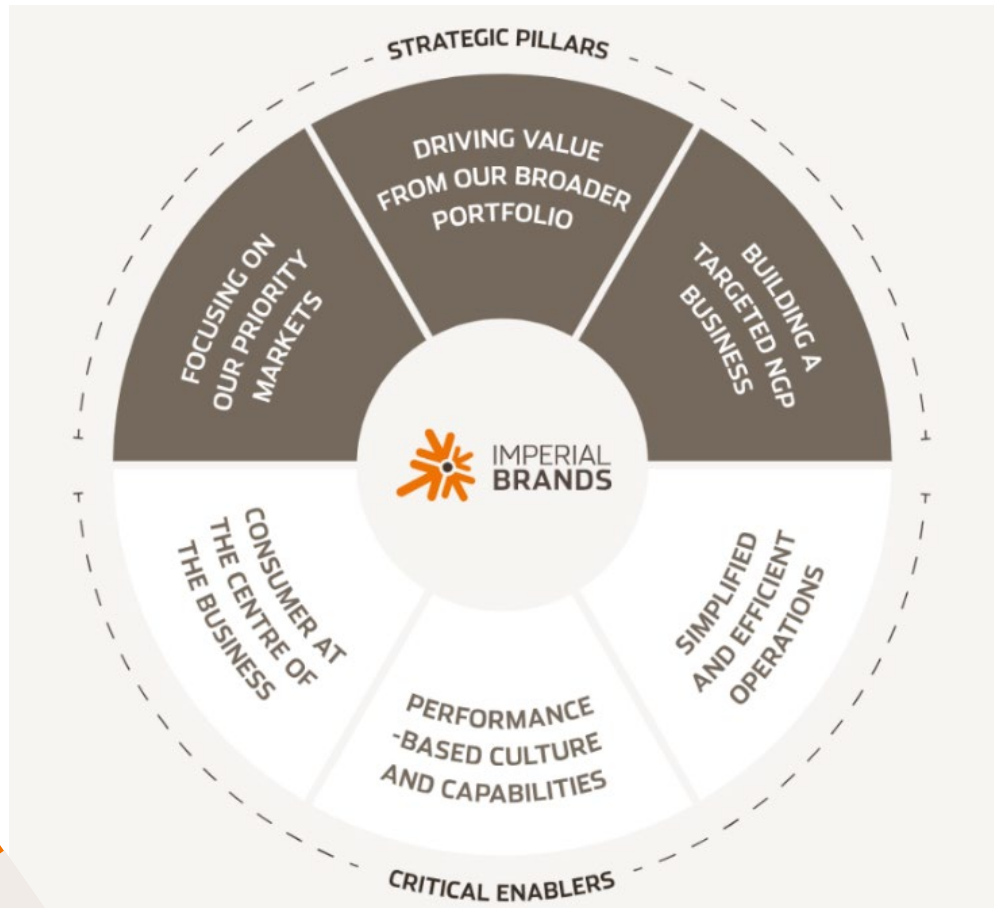 STRATEGIC PILLARS
FOCUSING ON
OUR PRIORITY
MARKETS
DRIVING VALUE
FROM OUR BROADER
PORTFOLIO
BUILDING A
TARGETED NGP
BUSINESS
IMPERIAL
BRANDS
CONSUMER AT
THE CENTRE OF
THE BUSINESS
PERFORMANCE
-BASED CULTURE
AND CAPABILITIES
SIMPLIFIED
AND EFFICIENT
OPERATIONS
CRITICAL ENABLERS